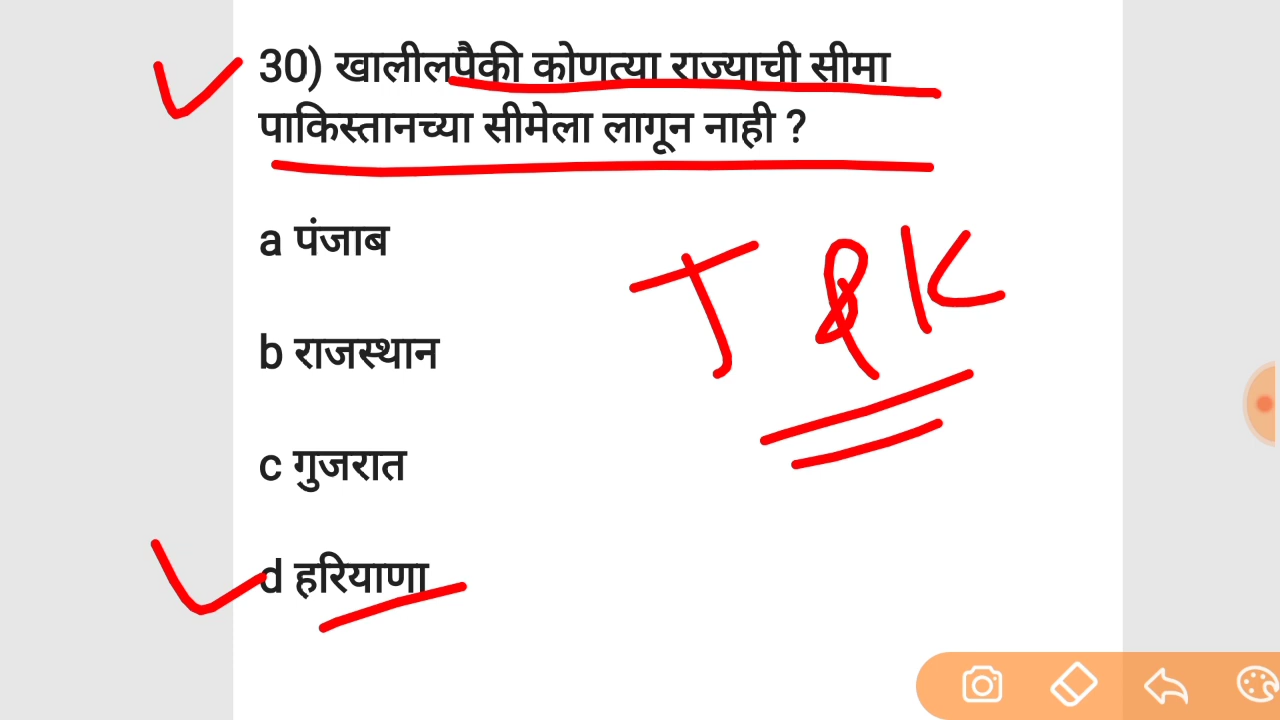 30) खालीलपैकी कोणत्या राज्याची सीमा
पाकिस्तानच्या सीमेला लागून नाही ?
a पंजाब
J & K
b राजस्थान
c गुजरात
d हरियाणा